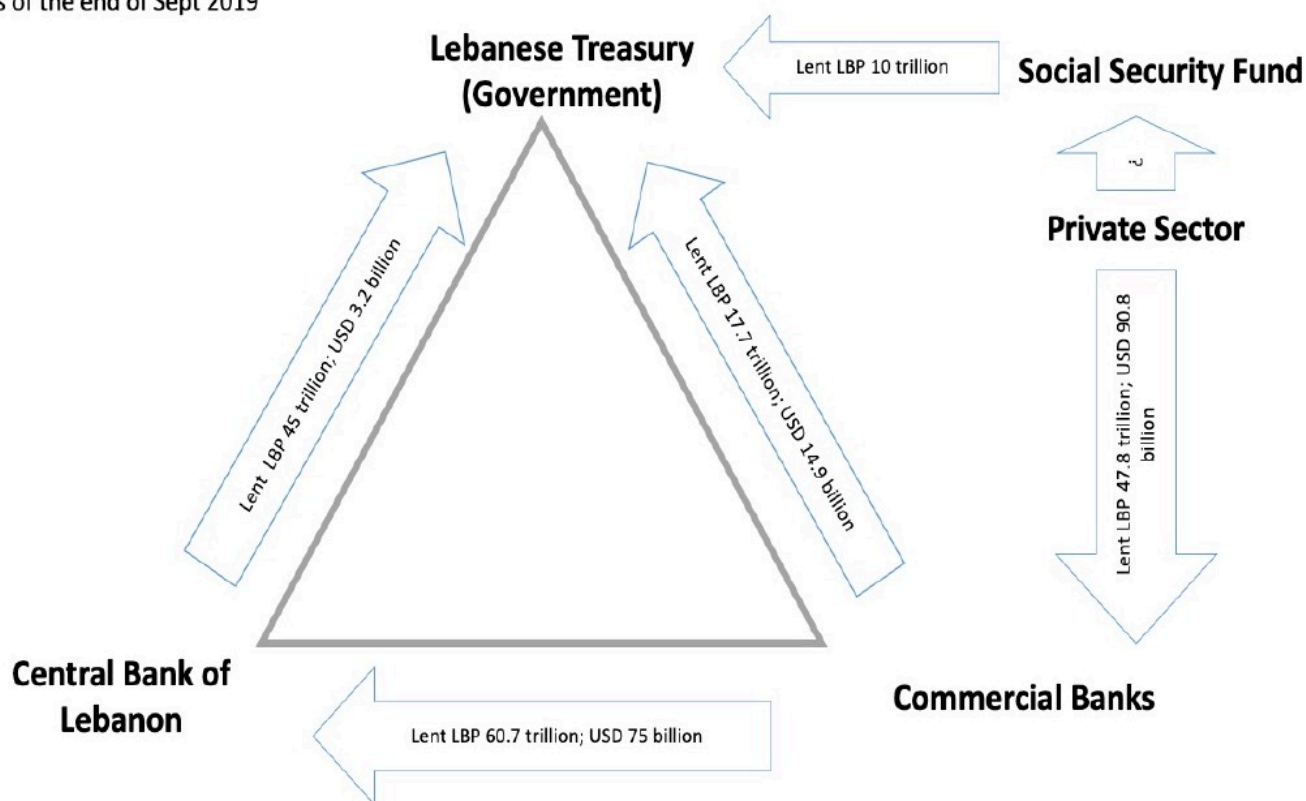 s of the end of Sept 2019
Lebanese Treasury
(Government)
Lent LBP 10 trillion
Social Security Fund
Private Sector
Lent LBP 45 trillion; USD 3.2 billion
Lent LBP 17.7 trillion; USD 14.9 billion
Lent LBP 47.8 trillion; USD 90.8
billion
Central Bank of
Lebanon
Lent LBP 60.7 trillion; USD 75 billion
Commercial Banks